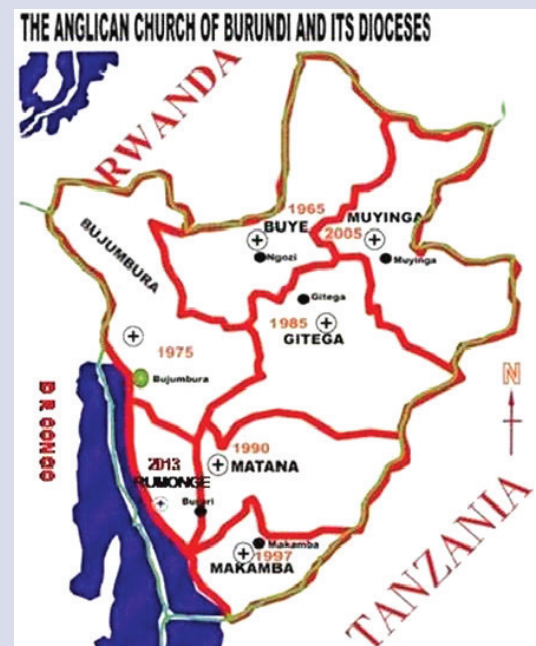 THE ANGLICAN CHURCH OF BURUNDI AND ITS DIOCESES
RWANDA
1965
BUYE
MUYINGA
2005
Ngozi
Muyinga
BUJUMBURA
Gitega
1985
GITEGA
1975
Bujumbura
N
D R CONGO
1990
2013
MATANA
RUMONGE
Bururi
Makamba
1997
MAKAMBA
TANZANIA